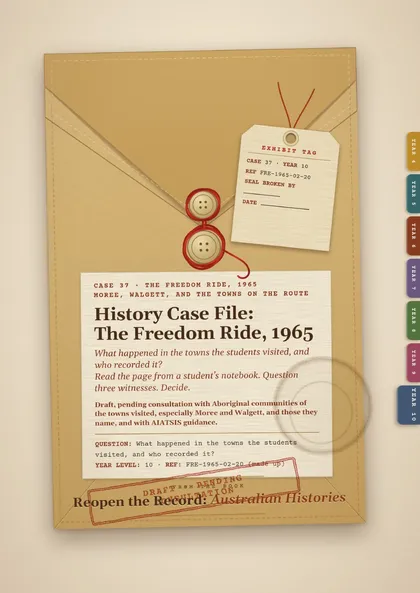 EXHIBIT TAG
CASE 37 · YEAR 10
REF FRE-1965-02-20
SEAL BROKEN BY
DATE
YEAR 4
YEAR 5
YEAR 6
YEAR 7
YEAR 8
YEAR 9
YEAR 10
CASE 37 · THE FREEDOM RIDE, 1965
MOREE, WALGETT, AND THE TOWNS ON THE ROUTE
History Case File:
The Freedom Ride, 1965
What happened in the towns the students visited, and
who recorded it?
Read the page from a student's notebook. Question
three witnesses. Decide.
Draft, pending consultation with Aboriginal communities of
the towns visited, especially Moree and Walgett, and those they
name, and with AIATSIS guidance.
QUESTION: What happened in the towns the students
visited, and who recorded it?
YEAR LEVEL: 10 · REF: FRE-1965-02-20 (made up)
DRAFT PENDING
CONSULTATION
Reopen the Record: Australian Histories